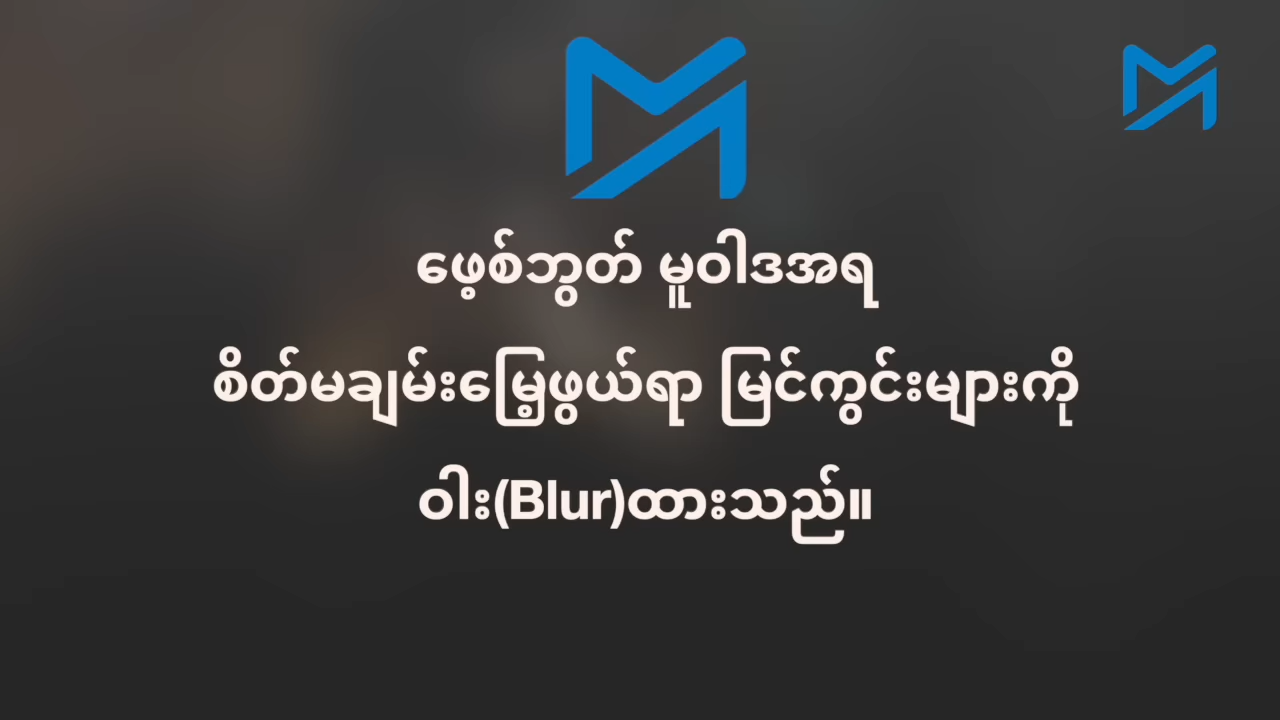 ဖေ့စ်ဘွတ် မူဝါဒအရ
စိတ်မချမ်းမြေ့ဖွယ်ရာ မြင်ကွင်းများကို
ဝါး(Blur)ထားသည်။